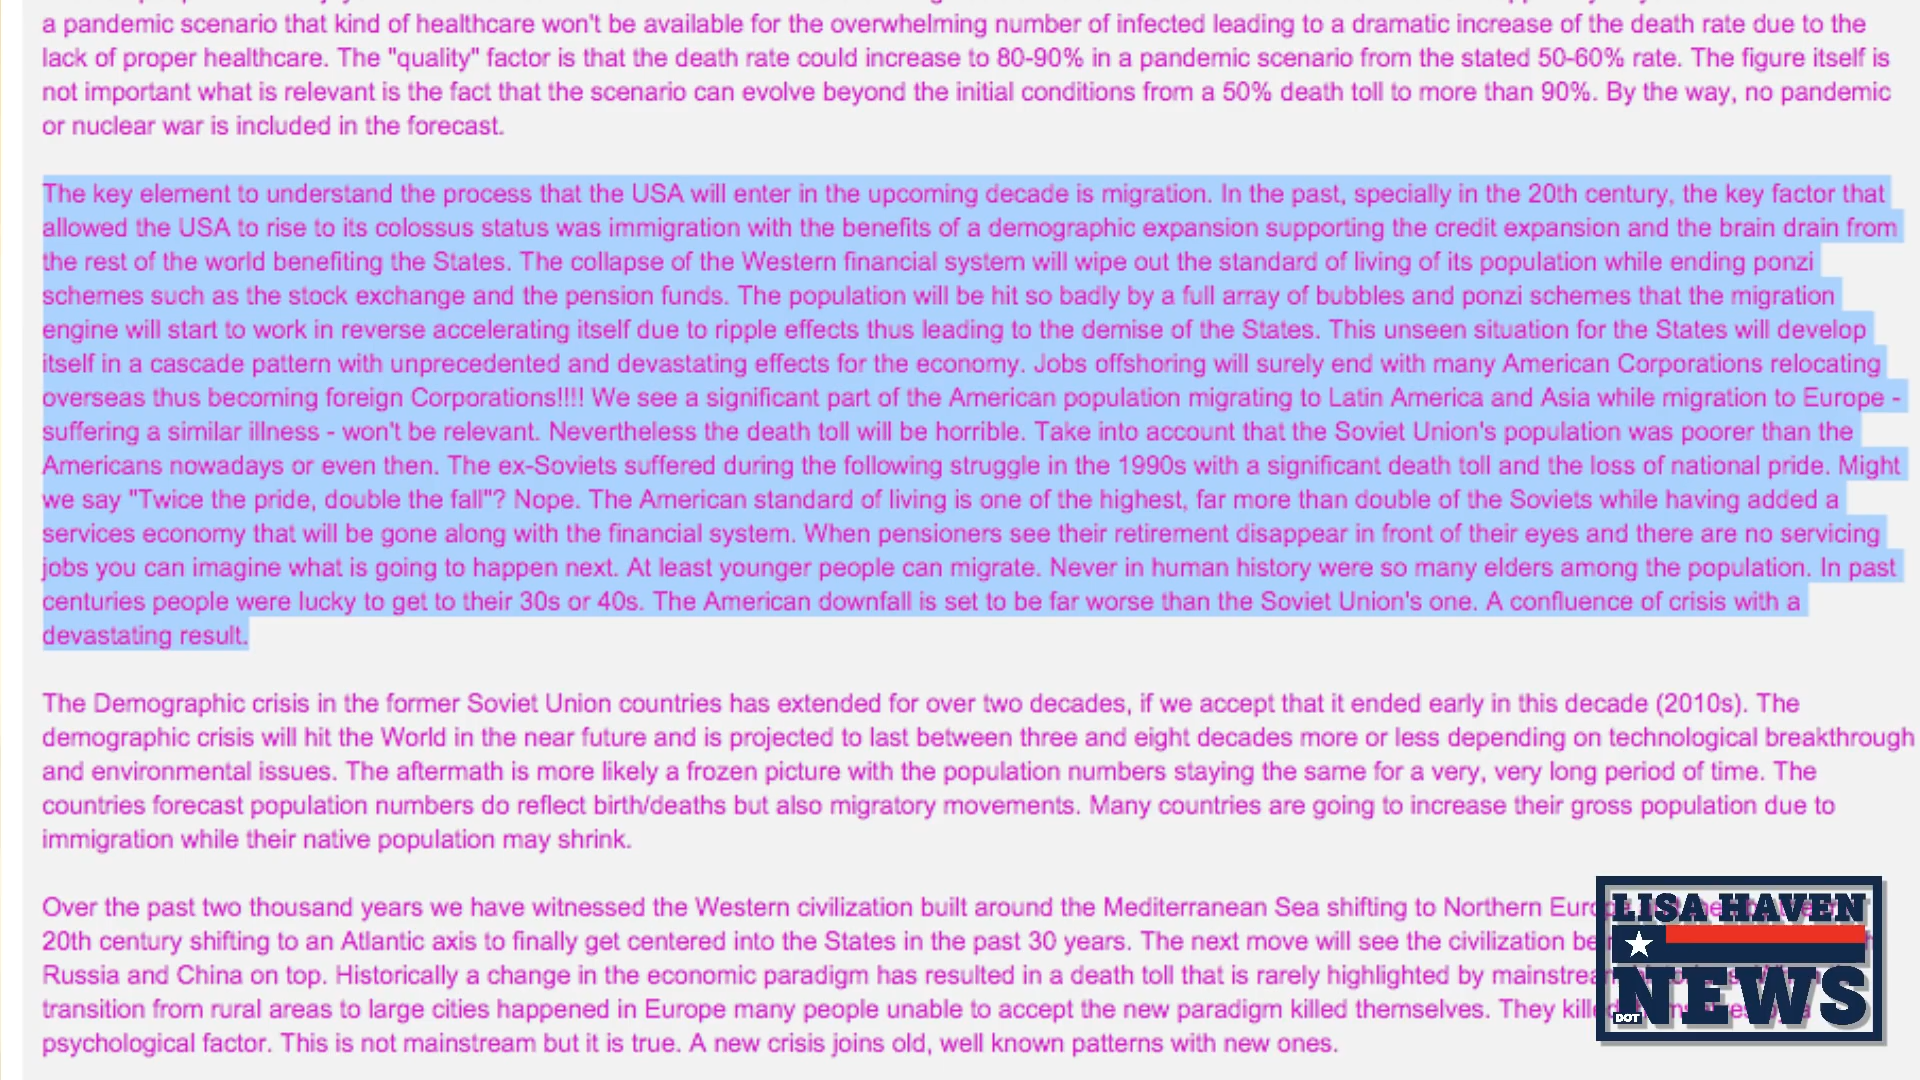 a pandemic scenario that kind of healthcare won't be available for the overwhelming number of infected leading to a dramatic increase of the death rate due to the
lack of proper healthcare. The "quality" factor is that the death rate could increase to 80-90% in a pandemic scenario from the stated 50-60% rate. The figure itself is
not important what is relevant is the fact that the scenario can evolve beyond the initial conditions from a 50% death toll to more than 90%. By the way, no pandemic
or nuclear war is included in the forecast.
The key element to understand the process that the USA will enter in the upcoming decade is migration. In the past, specially in the 20th century, the key factor that
allowed the USA to rise to its colossus status was immigration with the benefits of a demographic expansion supporting the credit expansion and the brain drain from
the rest of the world benefiting the States. The collapse of the Western financial system will wipe out the standard of living of its population while ending ponzi
schemes such as the stock exchange and the pension funds. The population will be hit so badly by a full array of bubbles and ponzi schemes that the migration
engine will start to work in reverse accelerating itself due to ripple effects thus leading to the demise of the States. This unseen situation for the States will develop
itself in a cascade pattern with unprecedented and devastating effects for the economy. Jobs offshoring will surely end with many American Corporations relocating
overseas thus becoming foreign Corporations!!!! We see a significant part of the American population migrating to Latin America and Asia while migration to Europe -
suffering a similar illness - won't be relevant. Nevertheless the death toll will be horrible. Take into account that the Soviet Union's population was poorer than the
Americans nowadays or even then. The ex-Soviets suffered during the following struggle in the 1990s with a significant death toll and the loss of national pride. Might
we say "Twice the pride, double the fall"? Nope. The American standard of living is one of the highest, far more than double of the Soviets while having added a
services economy that will be gone along with the financial system. When pensioners see their retirement disappear in front of their eyes and there are no servicing
jobs you can imagine what is going to happen next. At least younger people can migrate. Never in human history were so many elders among the population. In past
centuries people were lucky to get to their 30s or 40s. The American downfall is set to be far worse than the Soviet Union's one. A confluence of crisis with a
devastating result.
The Demographic crisis in the former Soviet Union countries has extended for over two decades, if we accept that it ended early in this decade (2010s). The
demographic crisis will hit the World in the near future and is projected to last between three and eight decades more or less depending on technological breakthrough
and environmental issues. The aftermath is more likely a frozen picture with the population numbers staying the same for a very, very long period of time. The
countries forecast population numbers do reflect birth/deaths but also migratory movements. Many countries are going to increase their gross population due to
immigration while their native population may shrink.
Over the past two thousand years we have witnessed the Western civilization built around the Mediterranean Sea shifting to Northern
20th century shifting to an Atlantic axis to finally get centered into the States in the past 30 years. The next move will see the civilization
Russia and China on top. Historically a change in the economic paradigm has resulted in a death toll that is rarely highlighted by
transition from rural areas to large cities happened in Europe many people unable to accept the new paradigm killed themselves. They
psychological factor. This is not mainstream but it is true. A new crisis joins old, well known patterns with new ones.
LISA HAVEN
DOT NEWS